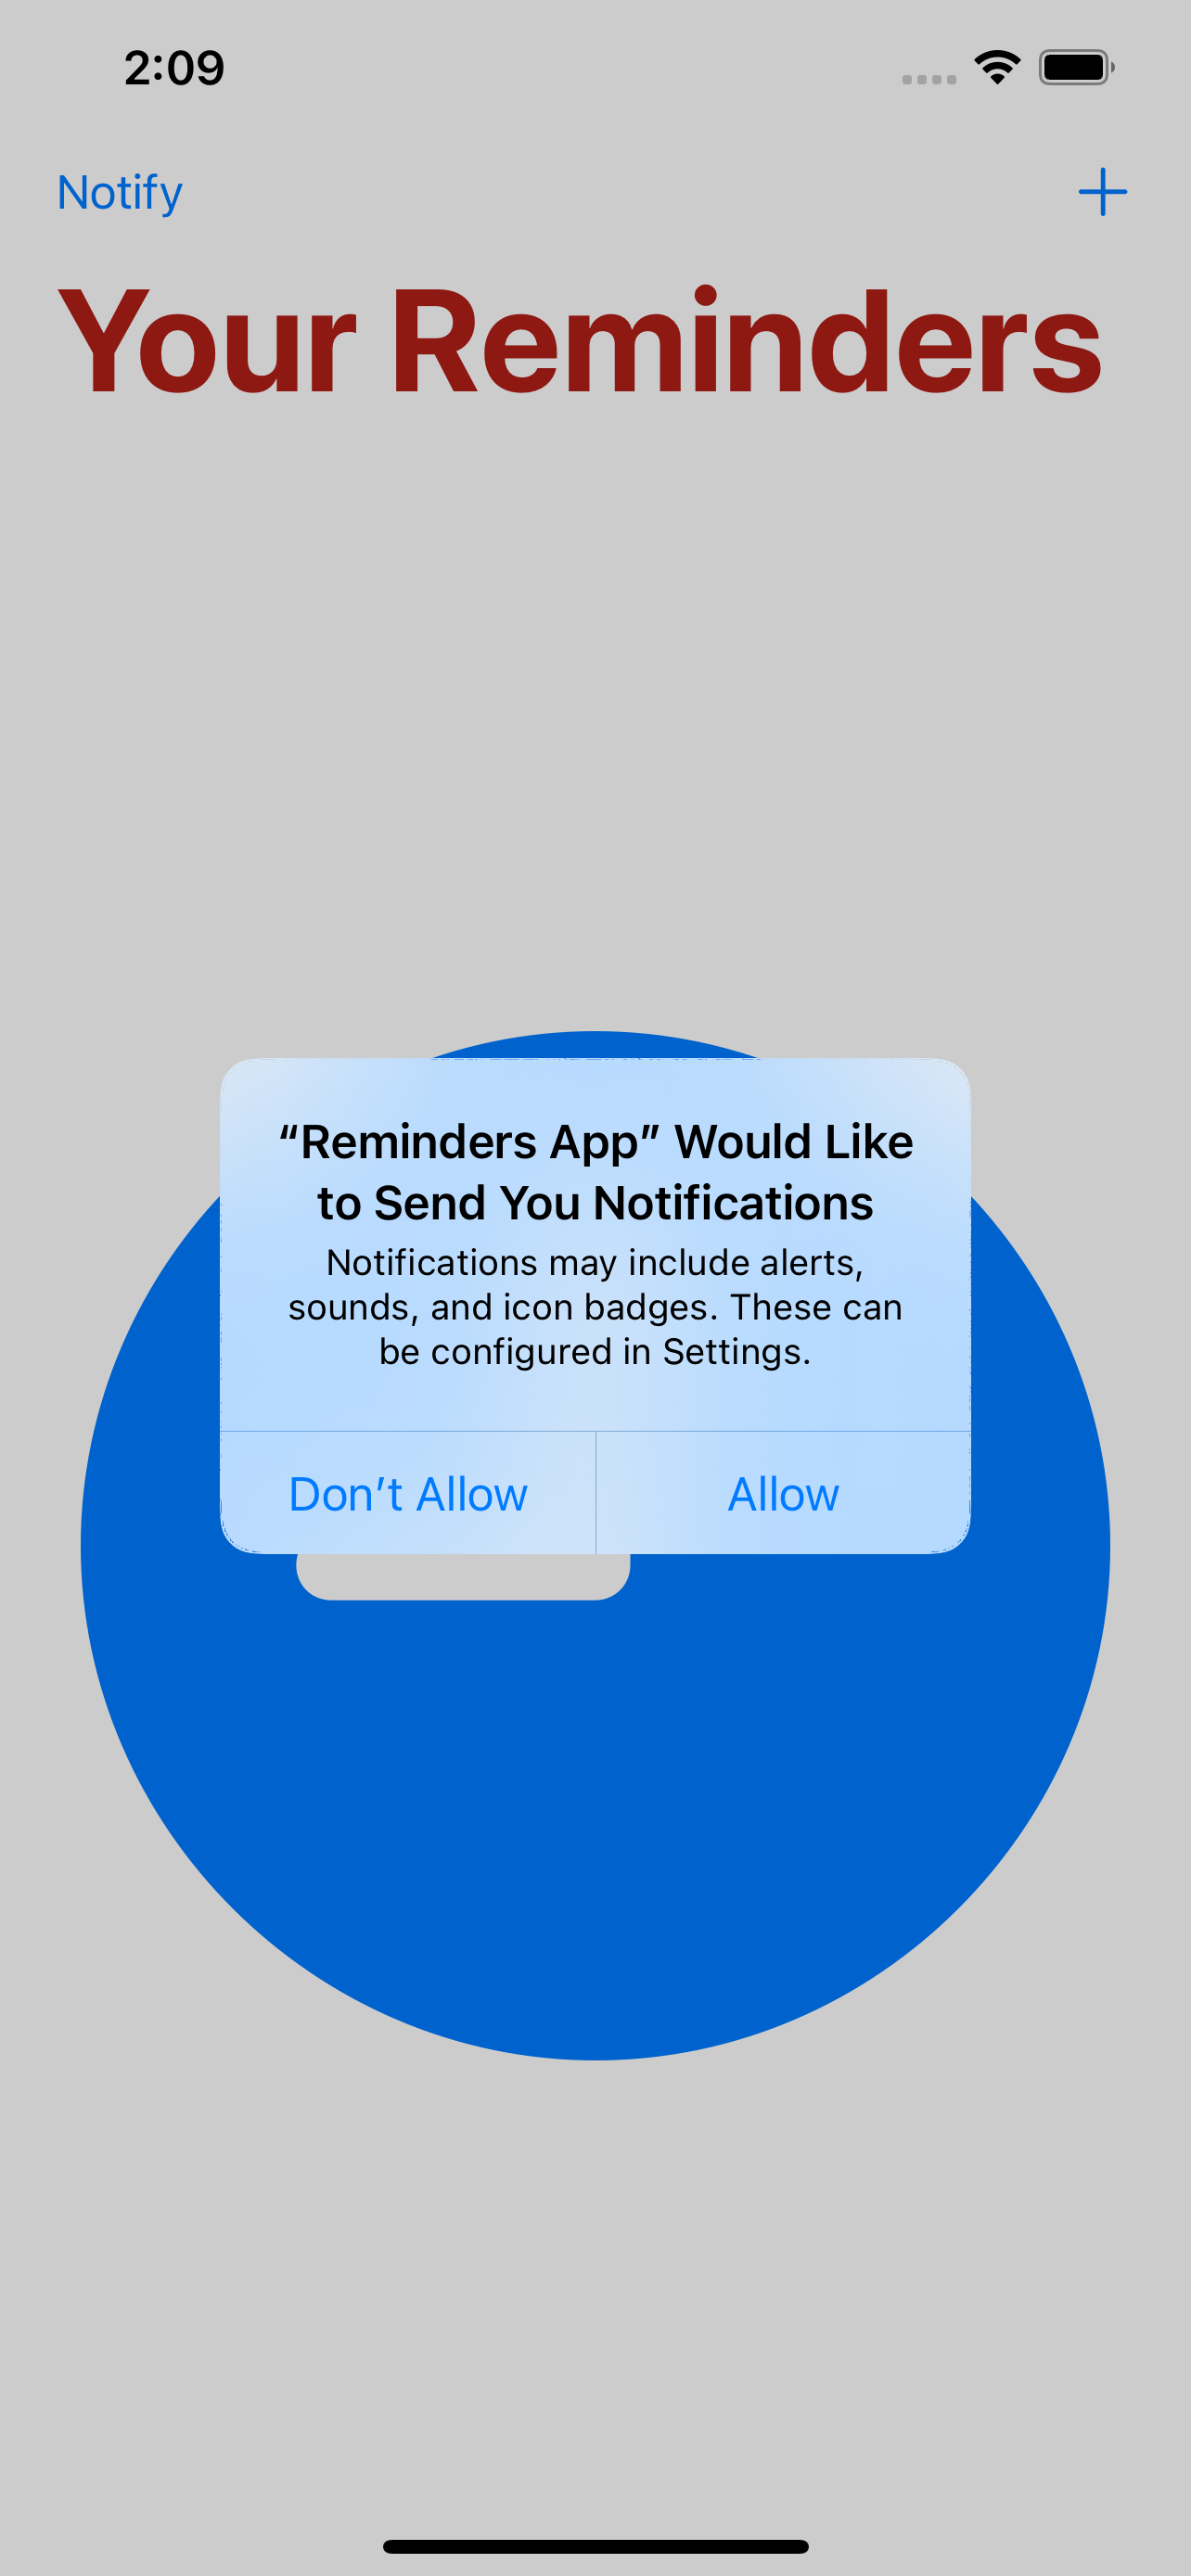 2:09
Notify
Your Reminders
“Reminders App” Would Like
to Send You Notifications
Notifications may include alerts,
sounds, and icon badges. These can
be configured in Settings.
Don’t Allow
Allow